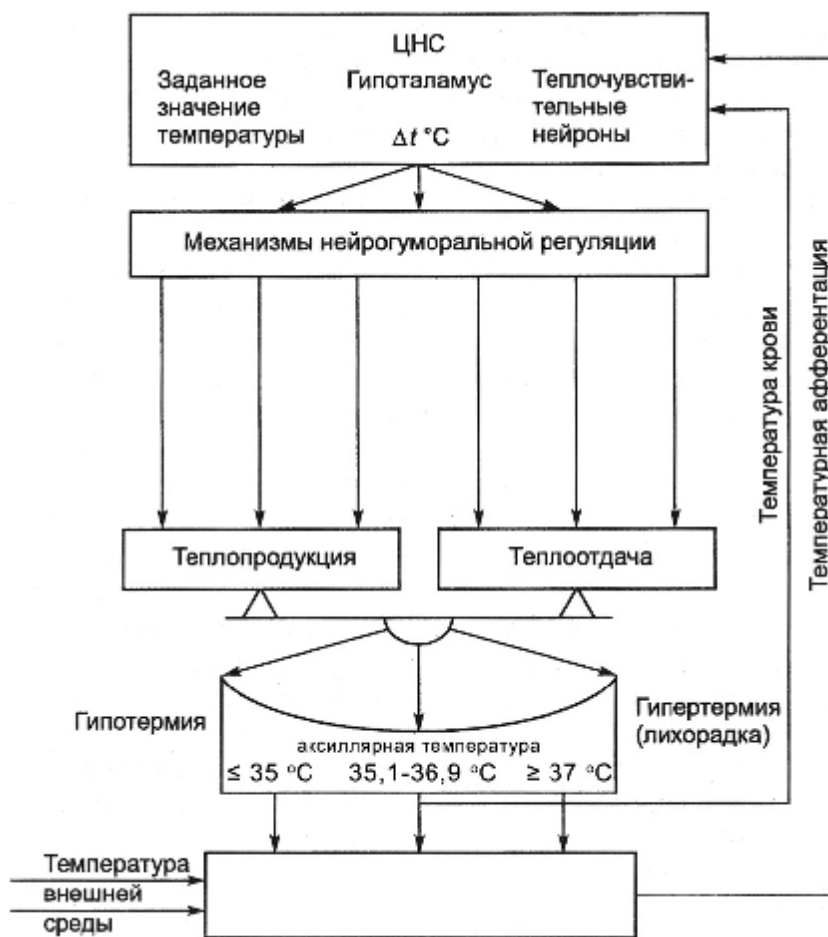 ЦНС
Заданное
значение
температуры
Гипоталамус
Δt °C
Теплочувстви-
тельные
нейроны
Механизмы нейрогуморальной регуляции
Теплопродукция
Теплоотдача
Температура крови
Температурная афферентация
Гипотермия
Гипертермия
(лихорадка)
аксиллярная температура
≤ 35 °C 35,1-36,9 °C ≥ 37 °C
Температура
внешней
среды